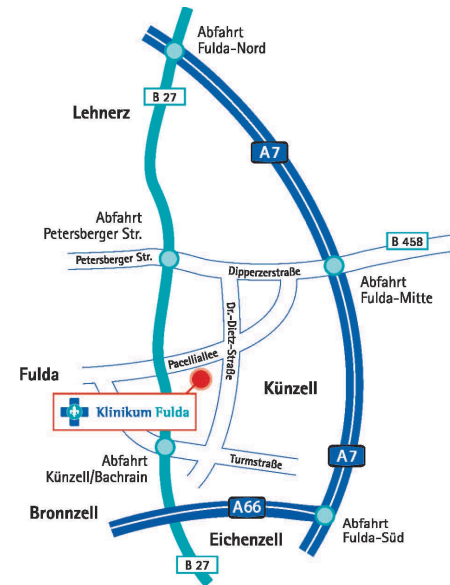 Abfahrt
Fulda-Nord
B 27
Lehnerz
A7
Abfahrt
Petersberger Str.
Petersberger Str.
B 458
Dipperzerstraße
Abfahrt
Fulda-Mitte
Dr.-Dietz-Straße
Pacelliallee
Fulda
Künzell
Klinikum Fulda
Abfahrt
Künzell/Bachrain
Turmstraße
A7
Bronnzell
A66
Eichenzell
Abfahrt
Fulda-Süd
B 27